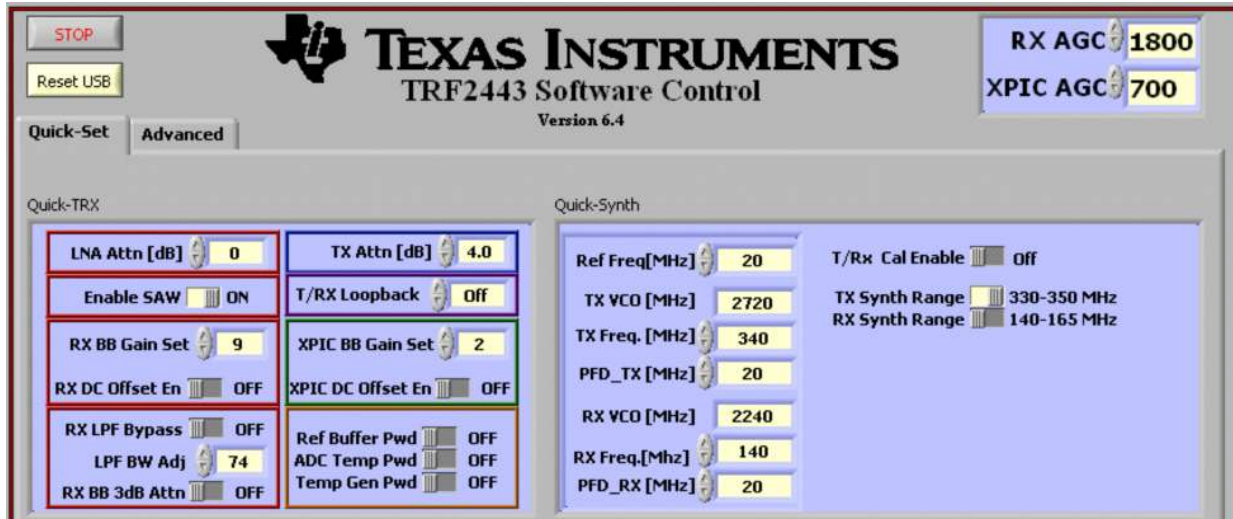 STOP
Reset USB
TEXAS INSTRUMENTS
TRF2443 Software Control
Version 6.4
RX AGC 1800
XPIC AGC 700
Quick-Set
Advanced
Quick-TRX
LNA Attn [dB] 0
Enable SAW ON
RX BB Gain Set 9
RX DC Offset En OFF
RX LPF Bypass OFF
LPF BW Adj 74
RX BB 3dB Attn OFF
TX Attn [dB] 4.0
T/RX Loopback Off
XPIC BB Gain Set 2
XPIC DC Offset En OFF
Ref Buffer Pwd OFF
ADC Temp Pwd OFF
Temp Gen Pwd OFF
Quick-Synth
Ref Freq[MHz] 20
TX VCO [MHz] 2720
TX Freq. [MHz] 340
PFD_TX [MHz] 20
RX VCO [MHz] 2240
RX Freq.[Mhz] 140
PFD_RX [MHz] 20
T/Rx Cal Enable Off
TX Synth Range 330-350 MHz
RX Synth Range 140-165 MHz